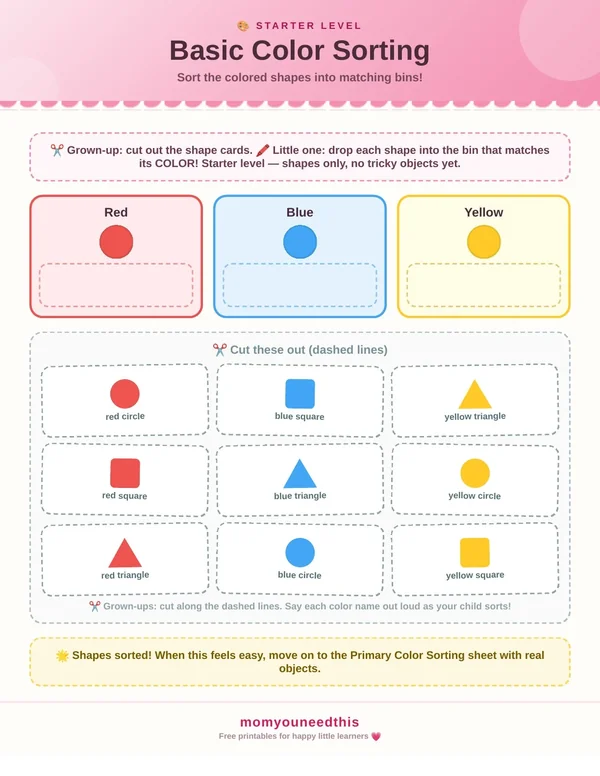 🎨 STARTER LEVEL
Basic Color Sorting
Sort the colored shapes into matching bins!
✂️ Grown-up: cut out the shape cards. 🖍️ Little one: drop each shape into the bin that matches
its COLOR! Starter level — shapes only, no tricky objects yet.
Red
Blue
Yellow
✂️ Cut these out (dashed lines)
red circle
blue square
yellow triangle
red square
blue triangle
yellow circle
red triangle
blue circle
yellow square
✂️ Grown-ups: cut along the dashed lines. Say each color name out loud as your child sorts!
🌟 Shapes sorted! When this feels easy, move on to the Primary Color Sorting sheet with real
objects.
momyouneedthis
Free printables for happy little learners 💗